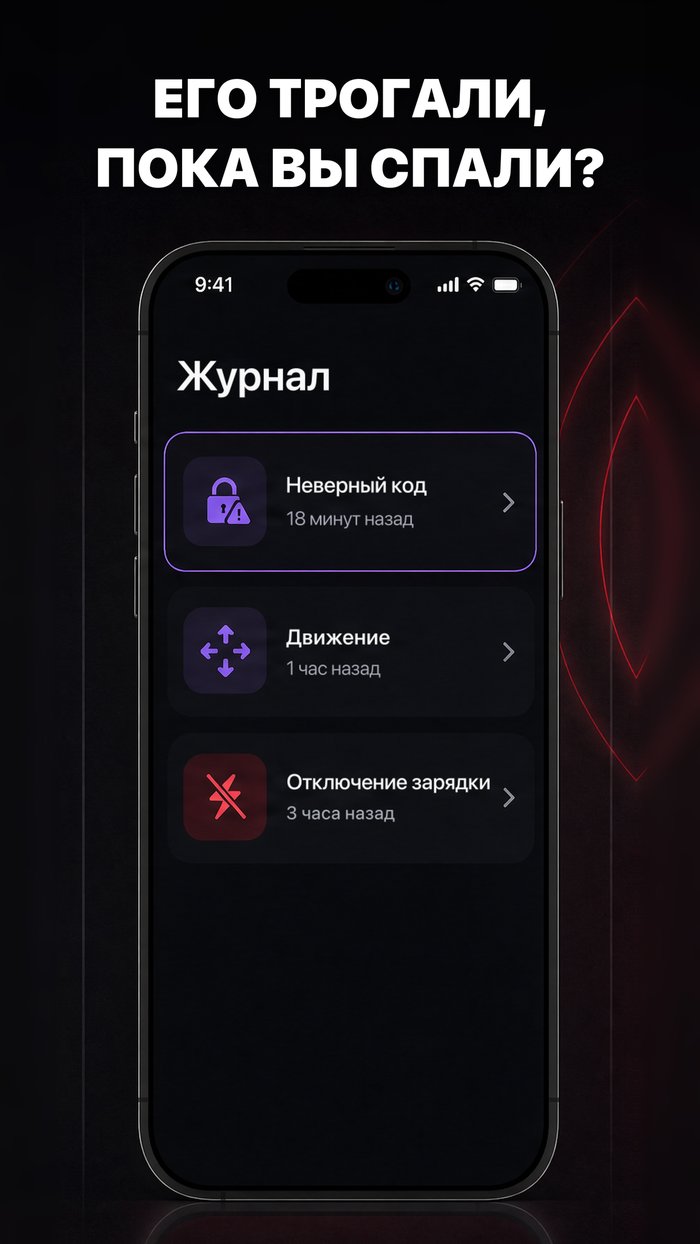 ЕГО ТРОГАЛИ,
ПОКА ВЫ СПАЛИ?
9:41
Журнал
Неверный код
18 минут назад
Движение
1 час назад
Отключение зарядки
3 часа назад